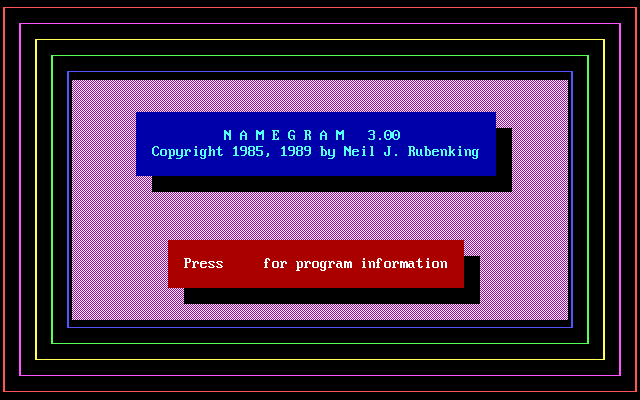 N A M E G R A M   3.00
Copyright 1985, 1989 by Neil J. Rubenking
Press     for program information